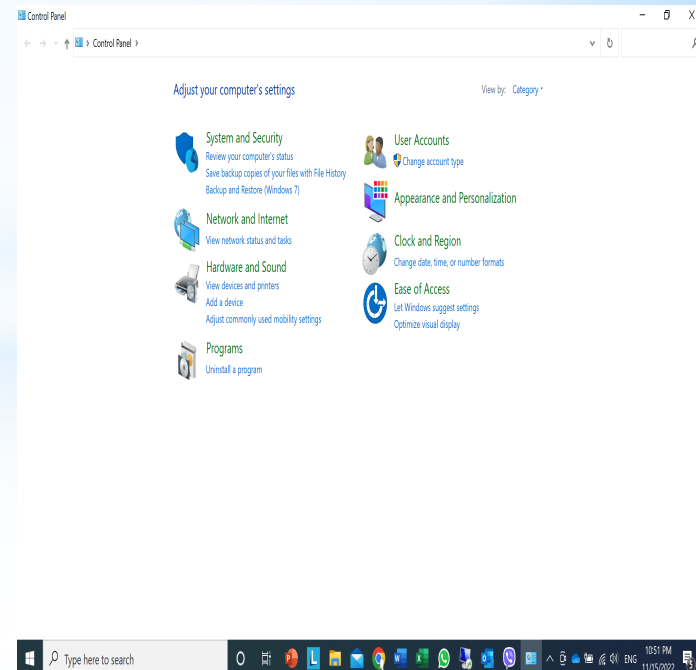 Control Panel
Control Panel
Adjust your computer's settings
View by: Category
System and Security
Review your computer's status
Save backup copies of your files with File History
Backup and Restore (Windows 7)
Network and Internet
View network status and tasks
Hardware and Sound
View devices and printers
Add a device
Adjust commonly used mobility settings
Programs
Uninstall a program
User Accounts
Change account type
Appearance and Personalization
Clock and Region
Change date, time, or number formats
Ease of Access
Let Windows suggest settings
Optimize visual display
Type here to search
ENG
10:51 PM
11/15/2022